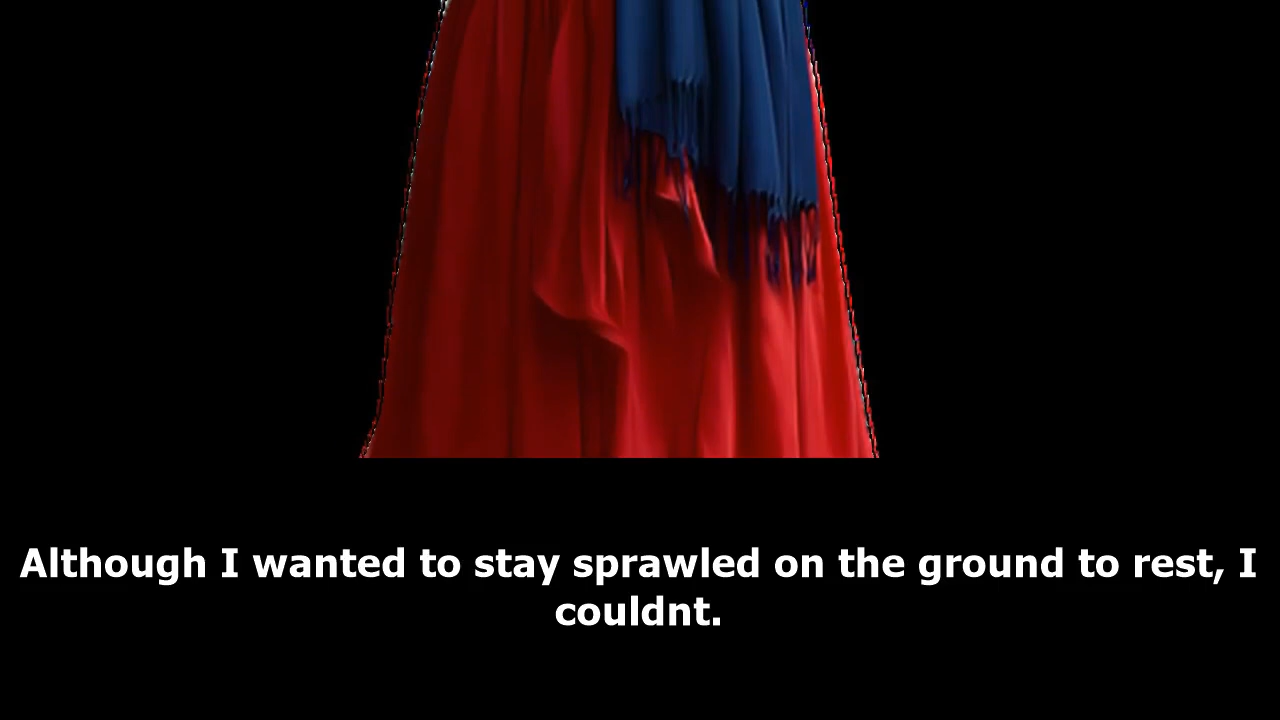 Although I wanted to stay sprawled on the ground to rest, I
couldnt.